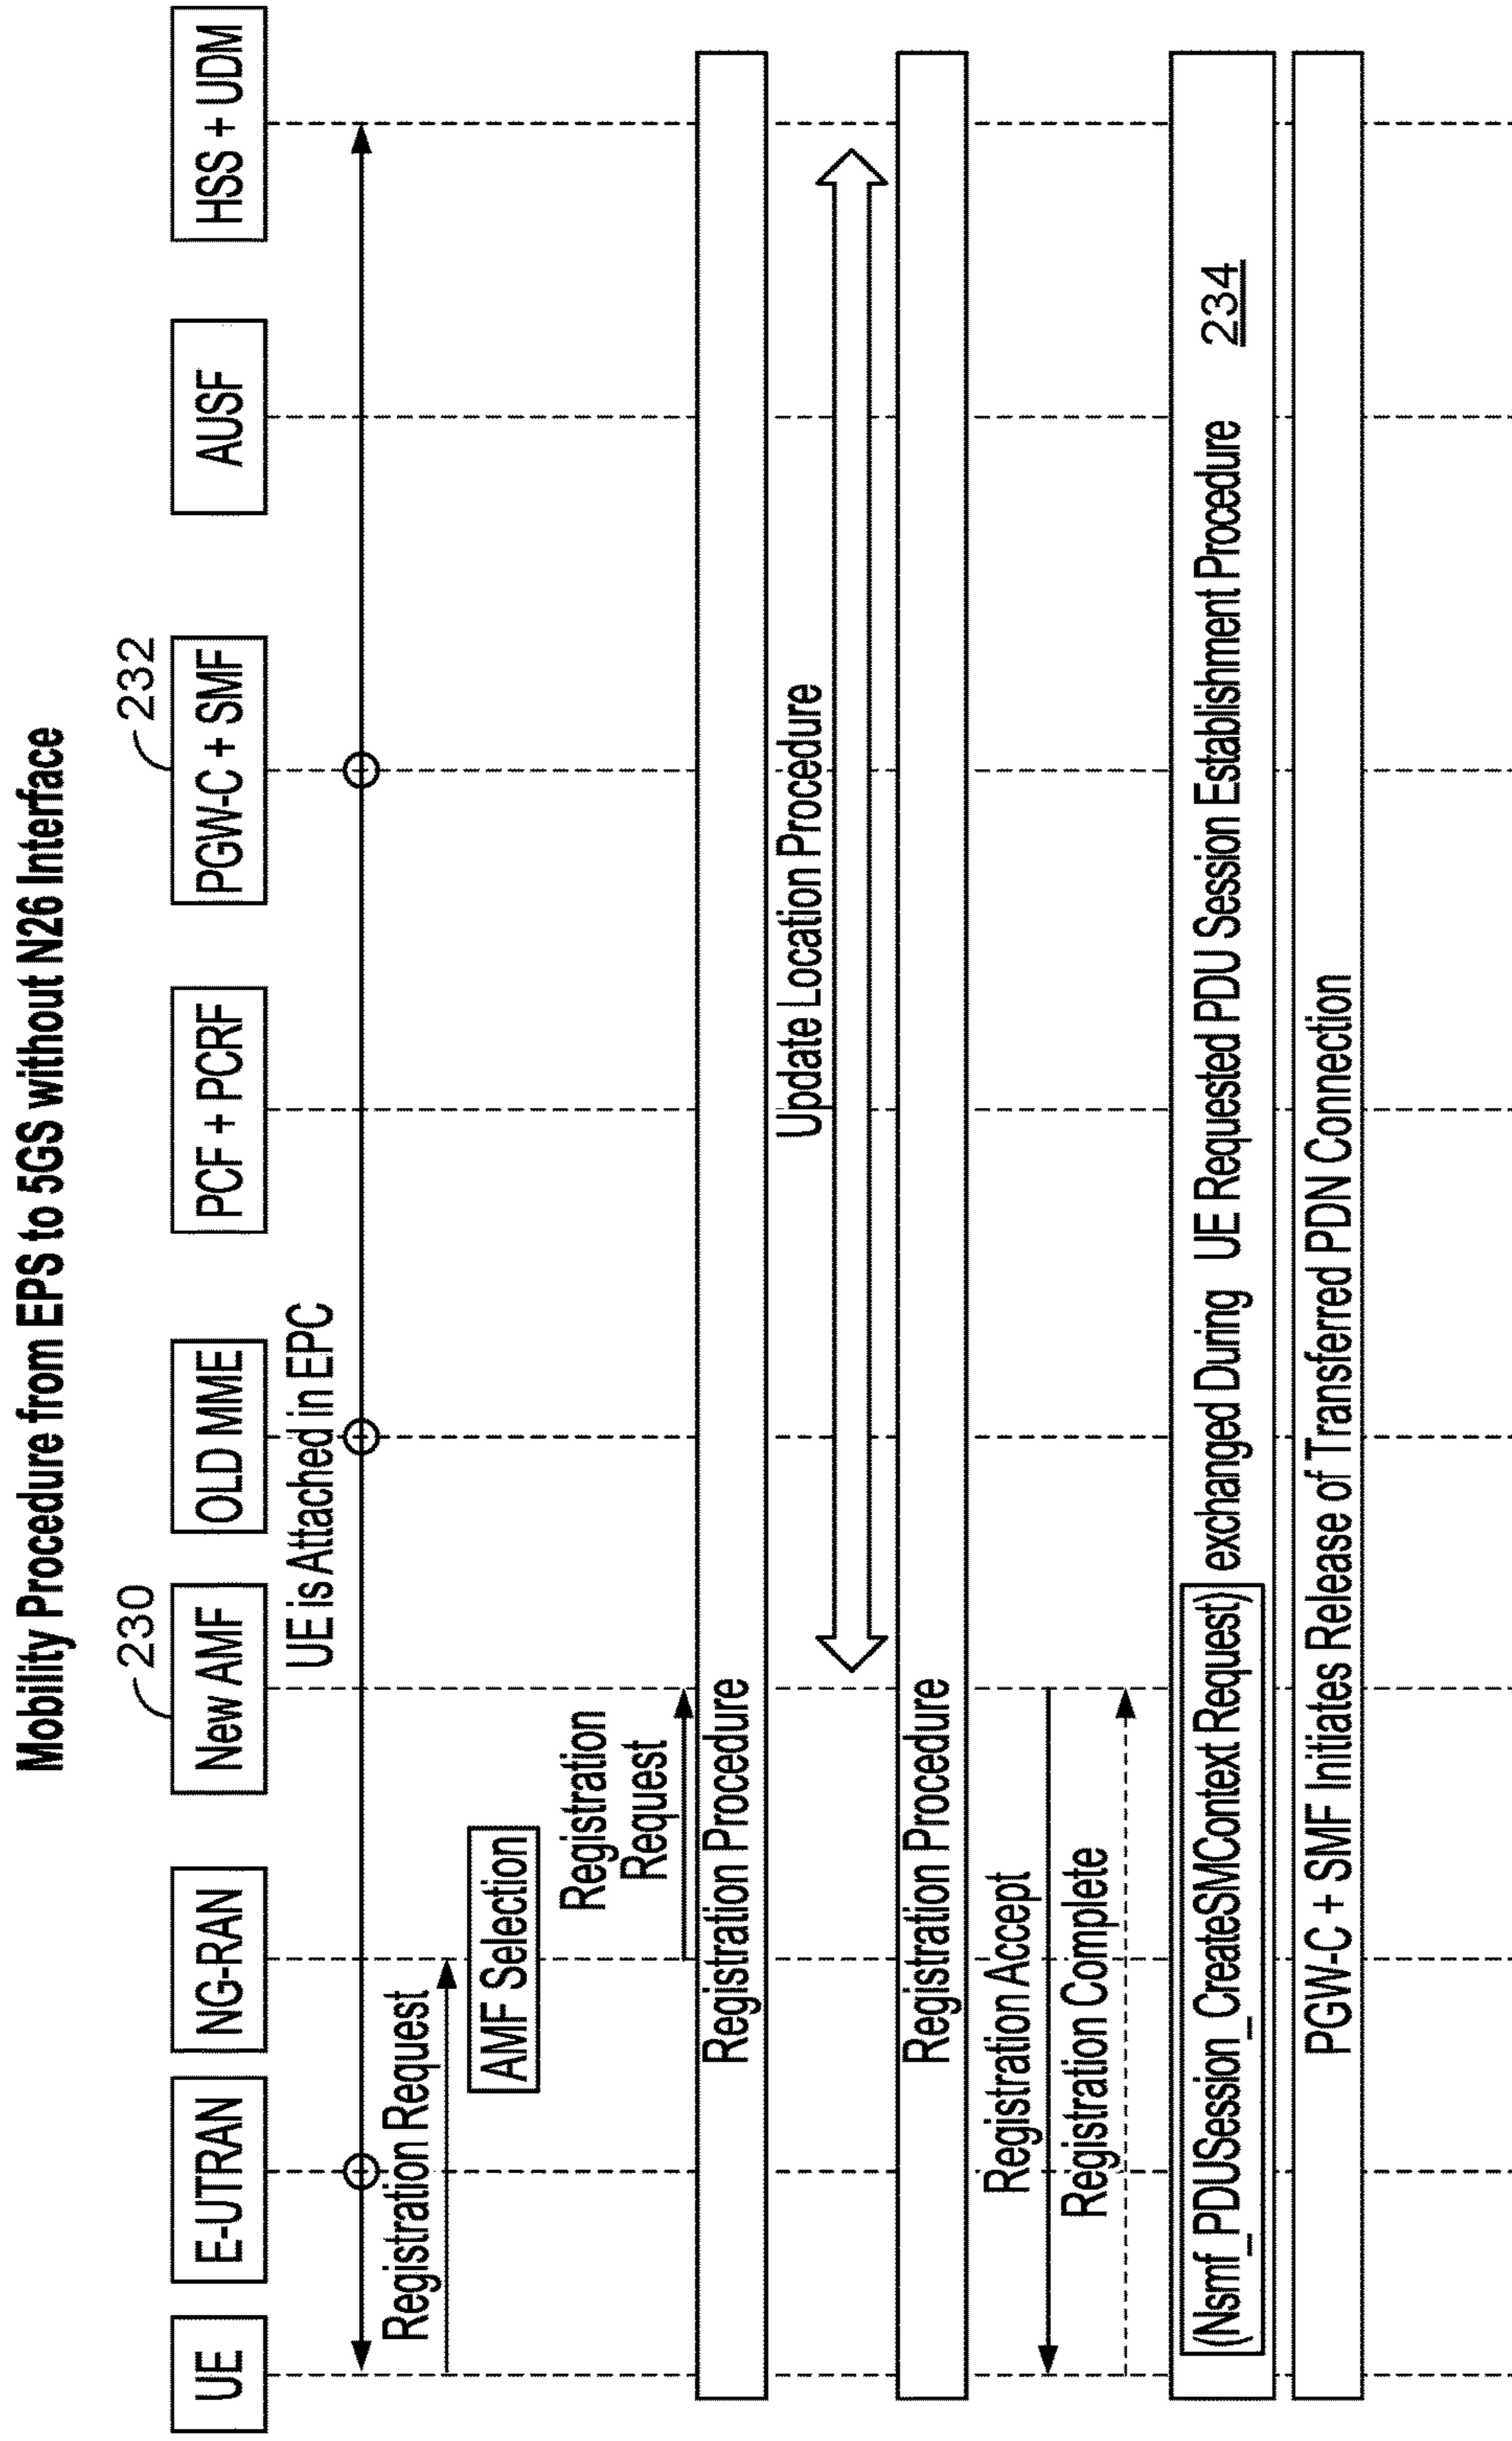 Mobility Procedure from EPS to 5GS without N26 Interface
230
232
UE
E-UTRAN
NG-RAN
New AMF
OLD MME
PCF + PCRF
PGW-C + SMF
AUSF
HSS + UDM
UE is Attached in EPC
Registration Request
AMF Selection
Registration
Request
Registration Procedure
Update Location Procedure
Registration Procedure
Registration Accept
Registration Complete
(Nsmf_PDUSession_CreateSMContext Request) exchanged During UE Requested PDU Session Establishment Procedure 234
PGW-C + SMF Initiates Release of Transferred PDN Connection